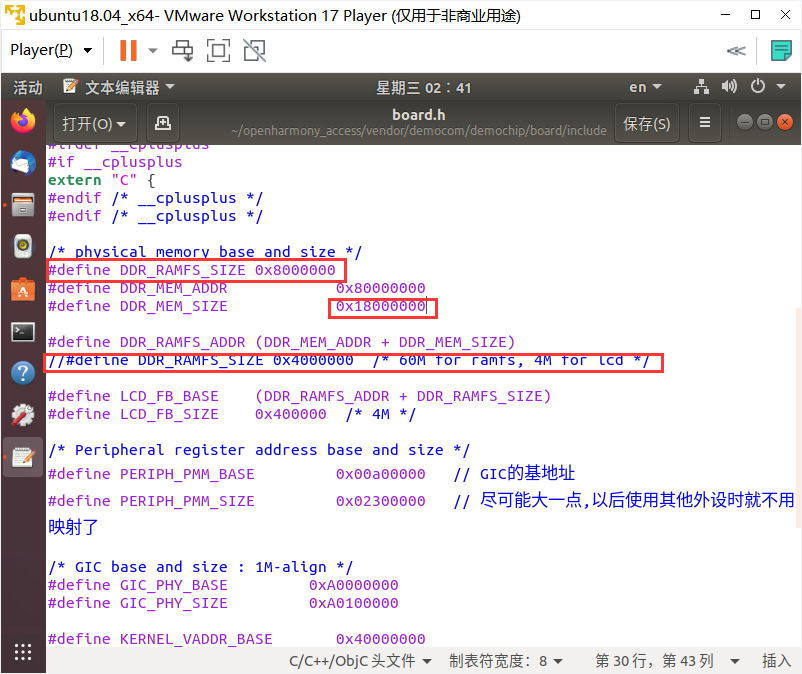 ubuntu18.04_x64- VMware Workstation 17 Player (仅用于非商业用途)
Player(P)
活动 文本编辑器 星期三 02:41 en
打开(O) board.h 保存(S)
~/openharmony_access/vendor/democom/demochip/board/include
#ifdef __cplusplus
#if __cplusplus
extern "C" {
#endif /* __cplusplus */
#endif /* __cplusplus */
/* physical memory base and size */
#define DDR_RAMFS_SIZE 0x8000000
#define DDR_MEM_ADDR 0x80000000
#define DDR_MEM_SIZE 0x18000000
#define DDR_RAMFS_ADDR (DDR_MEM_ADDR + DDR_MEM_SIZE)
//#define DDR_RAMFS_SIZE 0x4000000 /* 60M for ramfs, 4M for lcd */
#define LCD_FB_BASE (DDR_RAMFS_ADDR + DDR_RAMFS_SIZE)
#define LCD_FB_SIZE 0x400000 /* 4M */
/* Peripheral register address base and size */
#define PERIPH_PMM_BASE 0x00a00000 // GIC的基地址
#define PERIPH_PMM_SIZE 0x02300000 // 尽可能大一点,以后使用其他外设时就不用
映射了
/* GIC base and size : 1M-align */
#define GIC_PHY_BASE 0xA0000000
#define GIC_PHY_SIZE 0xA0100000
#define KERNEL_VADDR_BASE 0x40000000
C/C++/ObjC 头文件 制表符宽度: 8 第 30 行, 第 43 列 插入